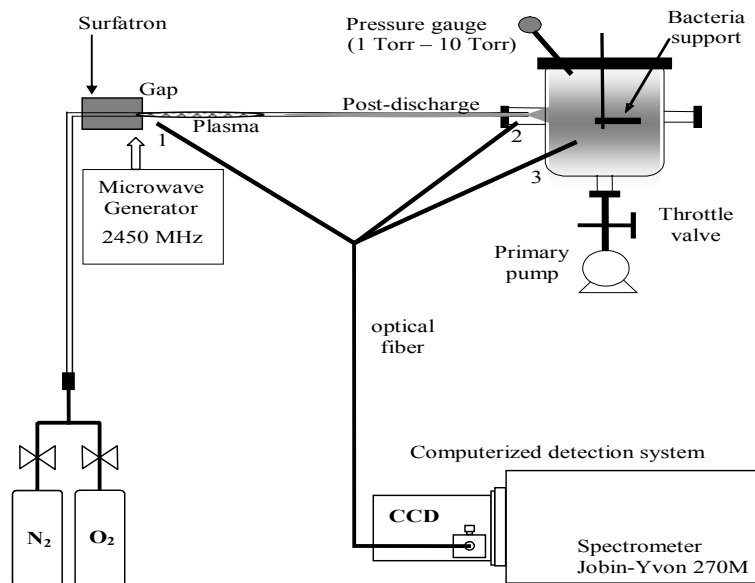 Surfatron
Pressure gauge
(1 Torr – 10 Torr)
Bacteria
support
Gap
Plasma
Post-discharge
1
2
3
Microwave
Generator
2450 MHz
Throttle
valve
Primary
pump
optical
fiber
Computerized detection system
N₂
O₂
CCD
Spectrometer
Jobin-Yvon 270M